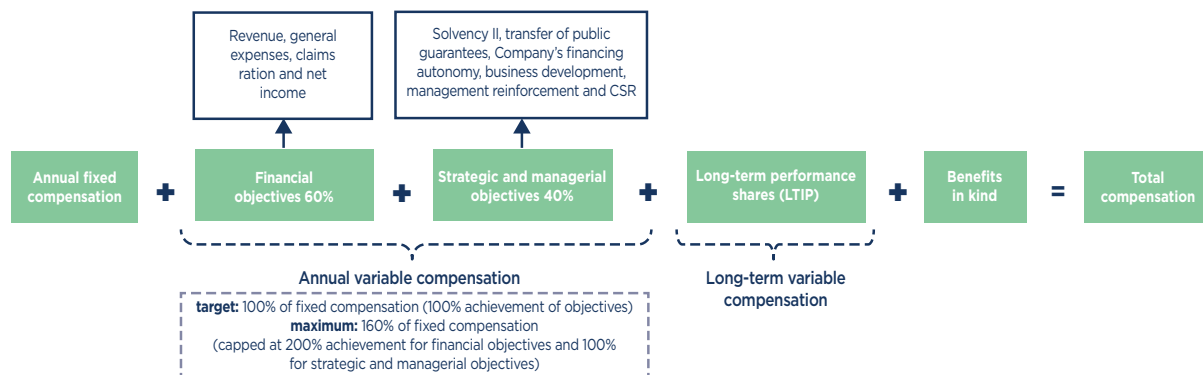 Revenue, general
expenses, claims
ration and net
income
Solvency II, transfer of public
guarantees, Company's financing
autonomy, business development,
management reinforcement and CSR
Annual fixed
compensation
+
Financial
objectives 60%
+
Strategic and managerial
objectives 40%
+
Long-term performance
shares (LTIP)
+
Benefits
in kind
=
Total
compensation
Annual variable compensation
target: 100% of fixed compensation (100% achievement of objectives)
maximum: 160% of fixed compensation
(capped at 200% achievement for financial objectives and 100%
for strategic and managerial objectives)
Long-term variable
compensation